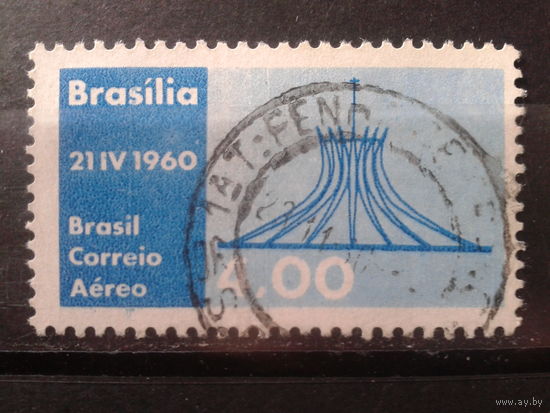 Brasília
21 IV 1960
Brasil
Correio
Aéreo
4,00
www.ay.by